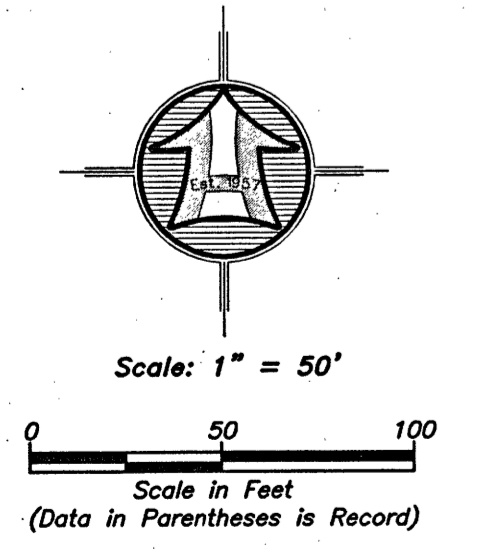 Est. 1957
Scale: 1" = 50'
0 50 100
Scale in Feet
(Data in Parentheses is Record)